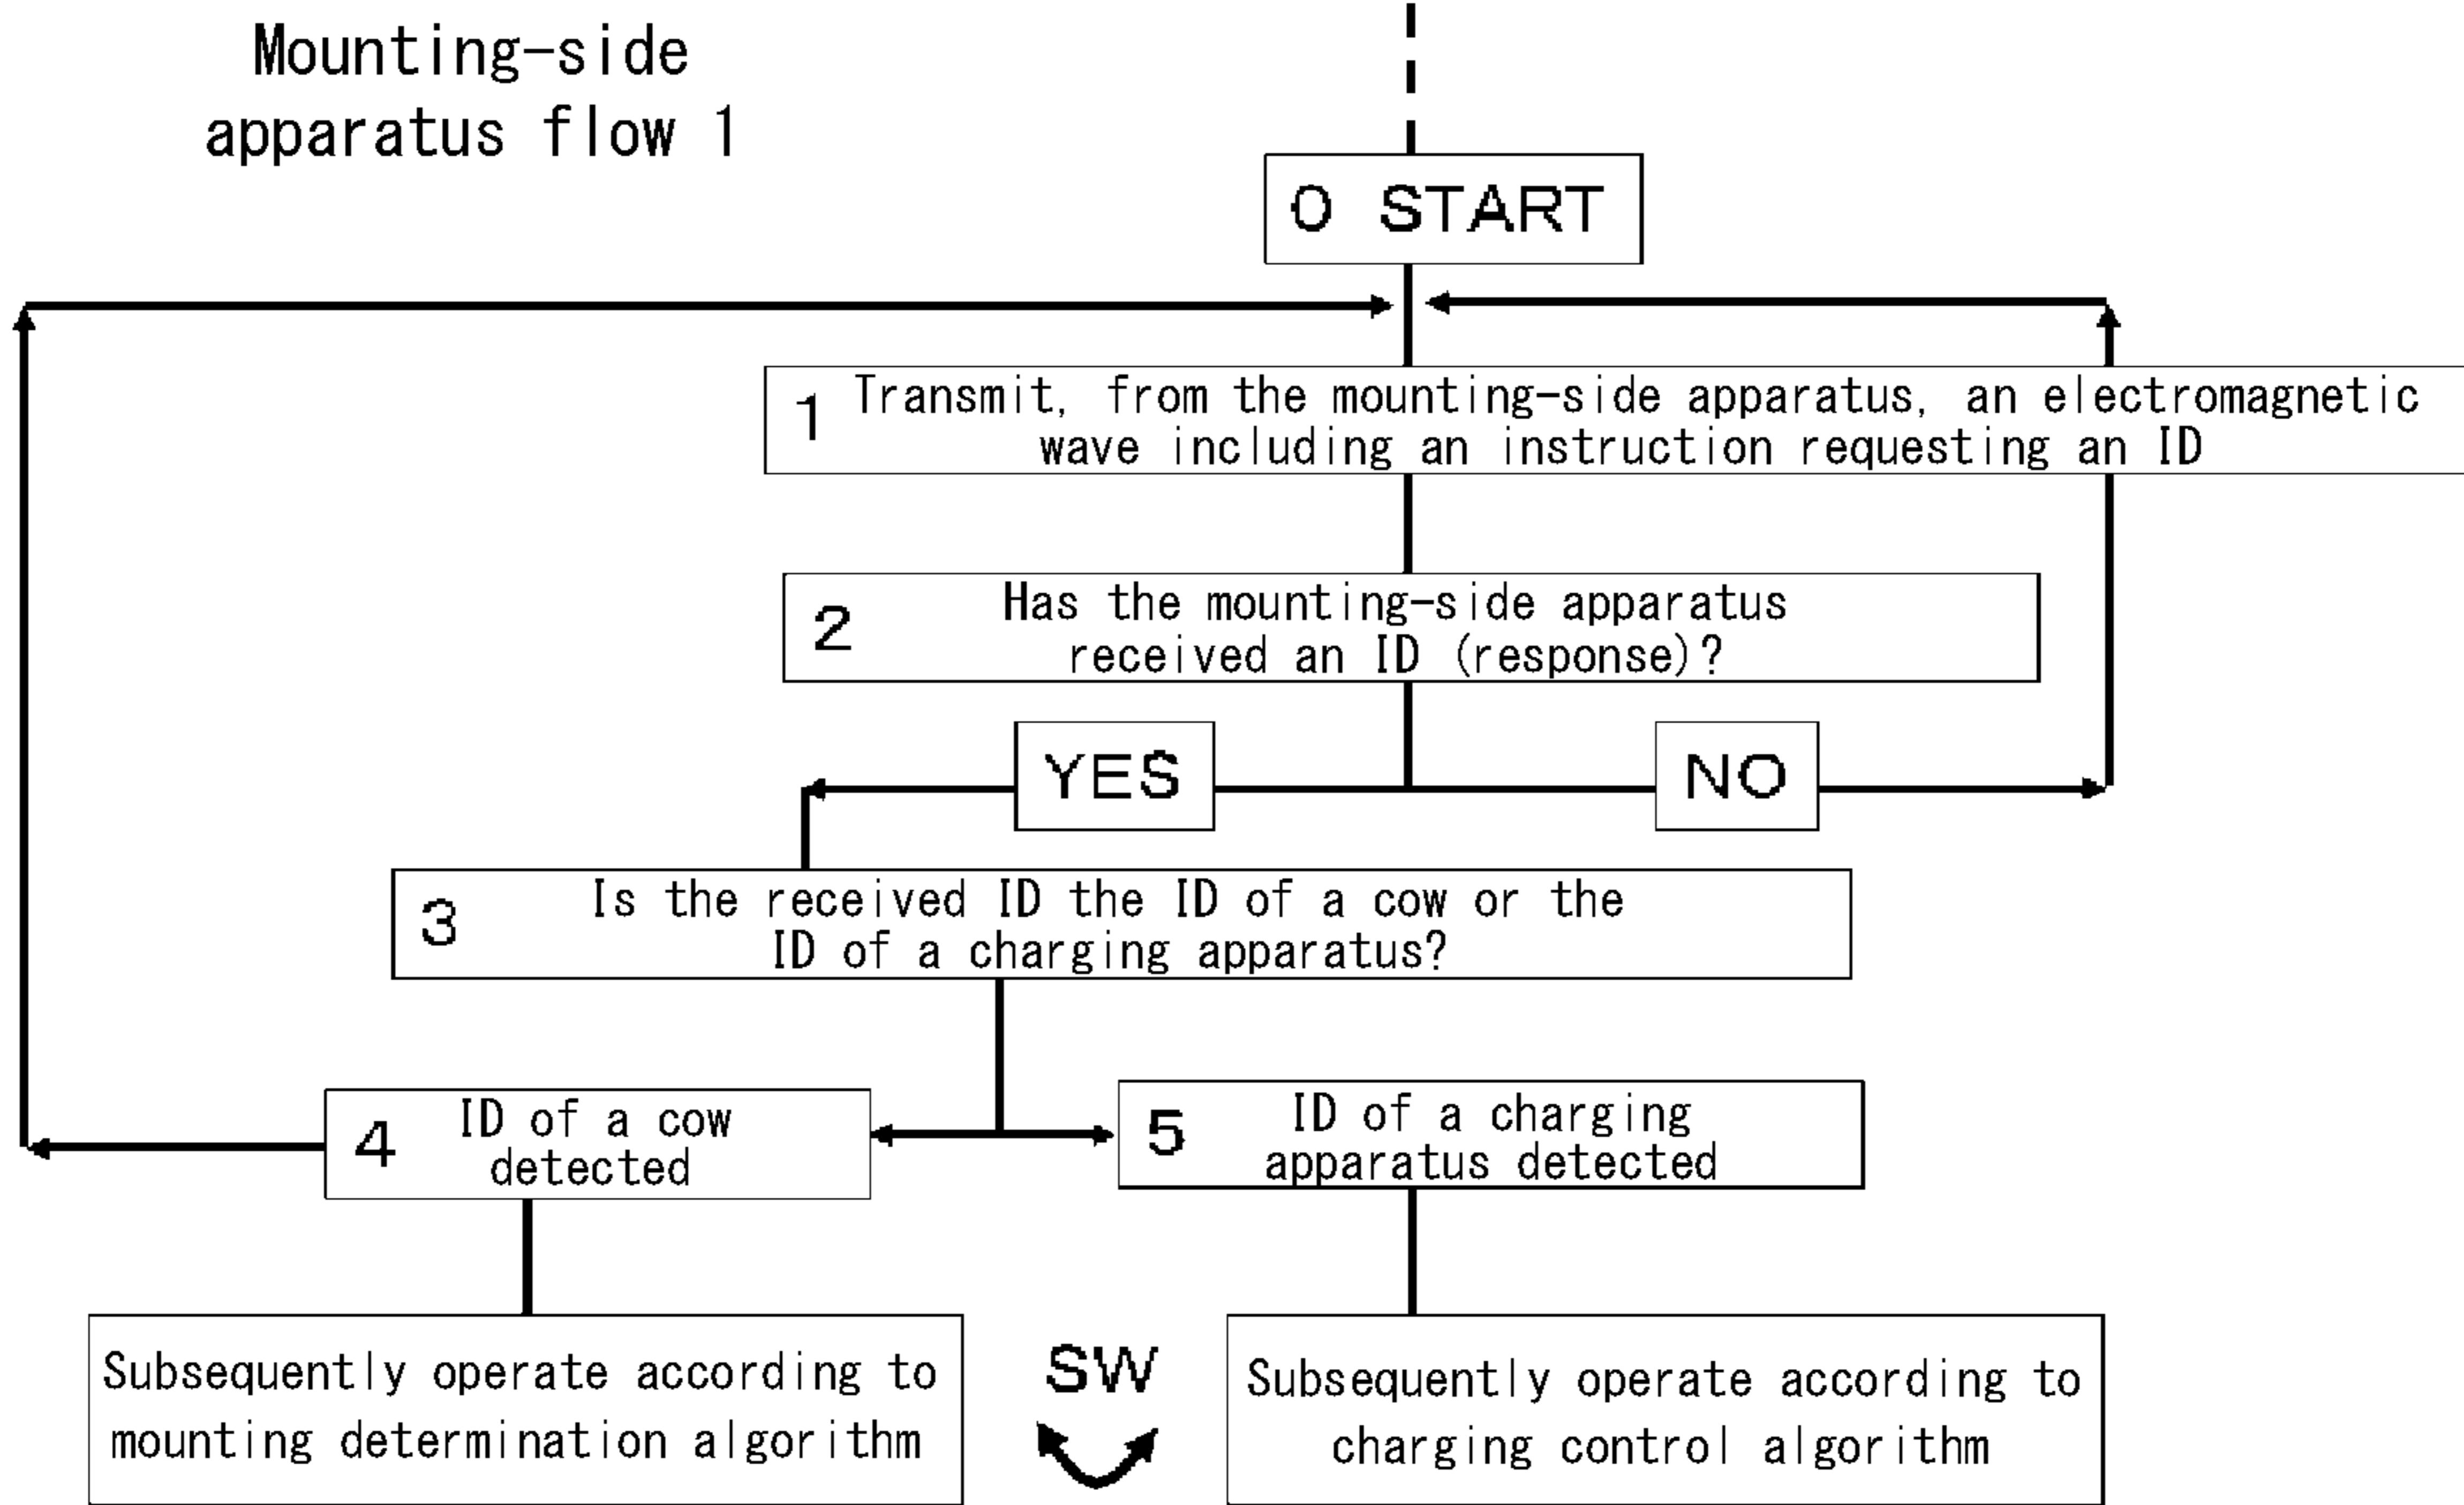 Mounting-side
apparatus flow 1
0 START
1 Transmit, from the mounting-side apparatus, an electromagnetic
wave including an instruction requesting an ID
2 Has the mounting-side apparatus
received an ID (response)?
YES
NO
3 Is the received ID the ID of a cow or the
ID of a charging apparatus?
4 ID of a cow
detected
5 ID of a charging
apparatus detected
Subsequently operate according to
mounting determination algorithm
SW
Subsequently operate according to
charging control algorithm